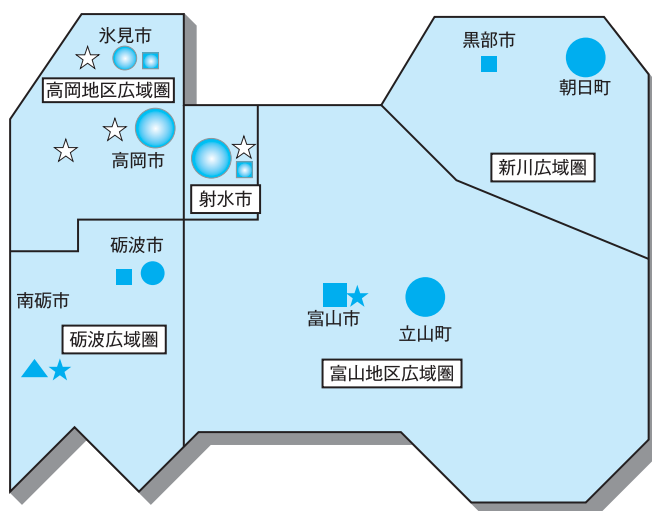 氷見市
高岡地区広域圏
高岡市
射水市
黒部市
朝日町
新川広域圏
砺波市
南砺市
砺波広域圏
富山市
立山町
富山地区広域圏